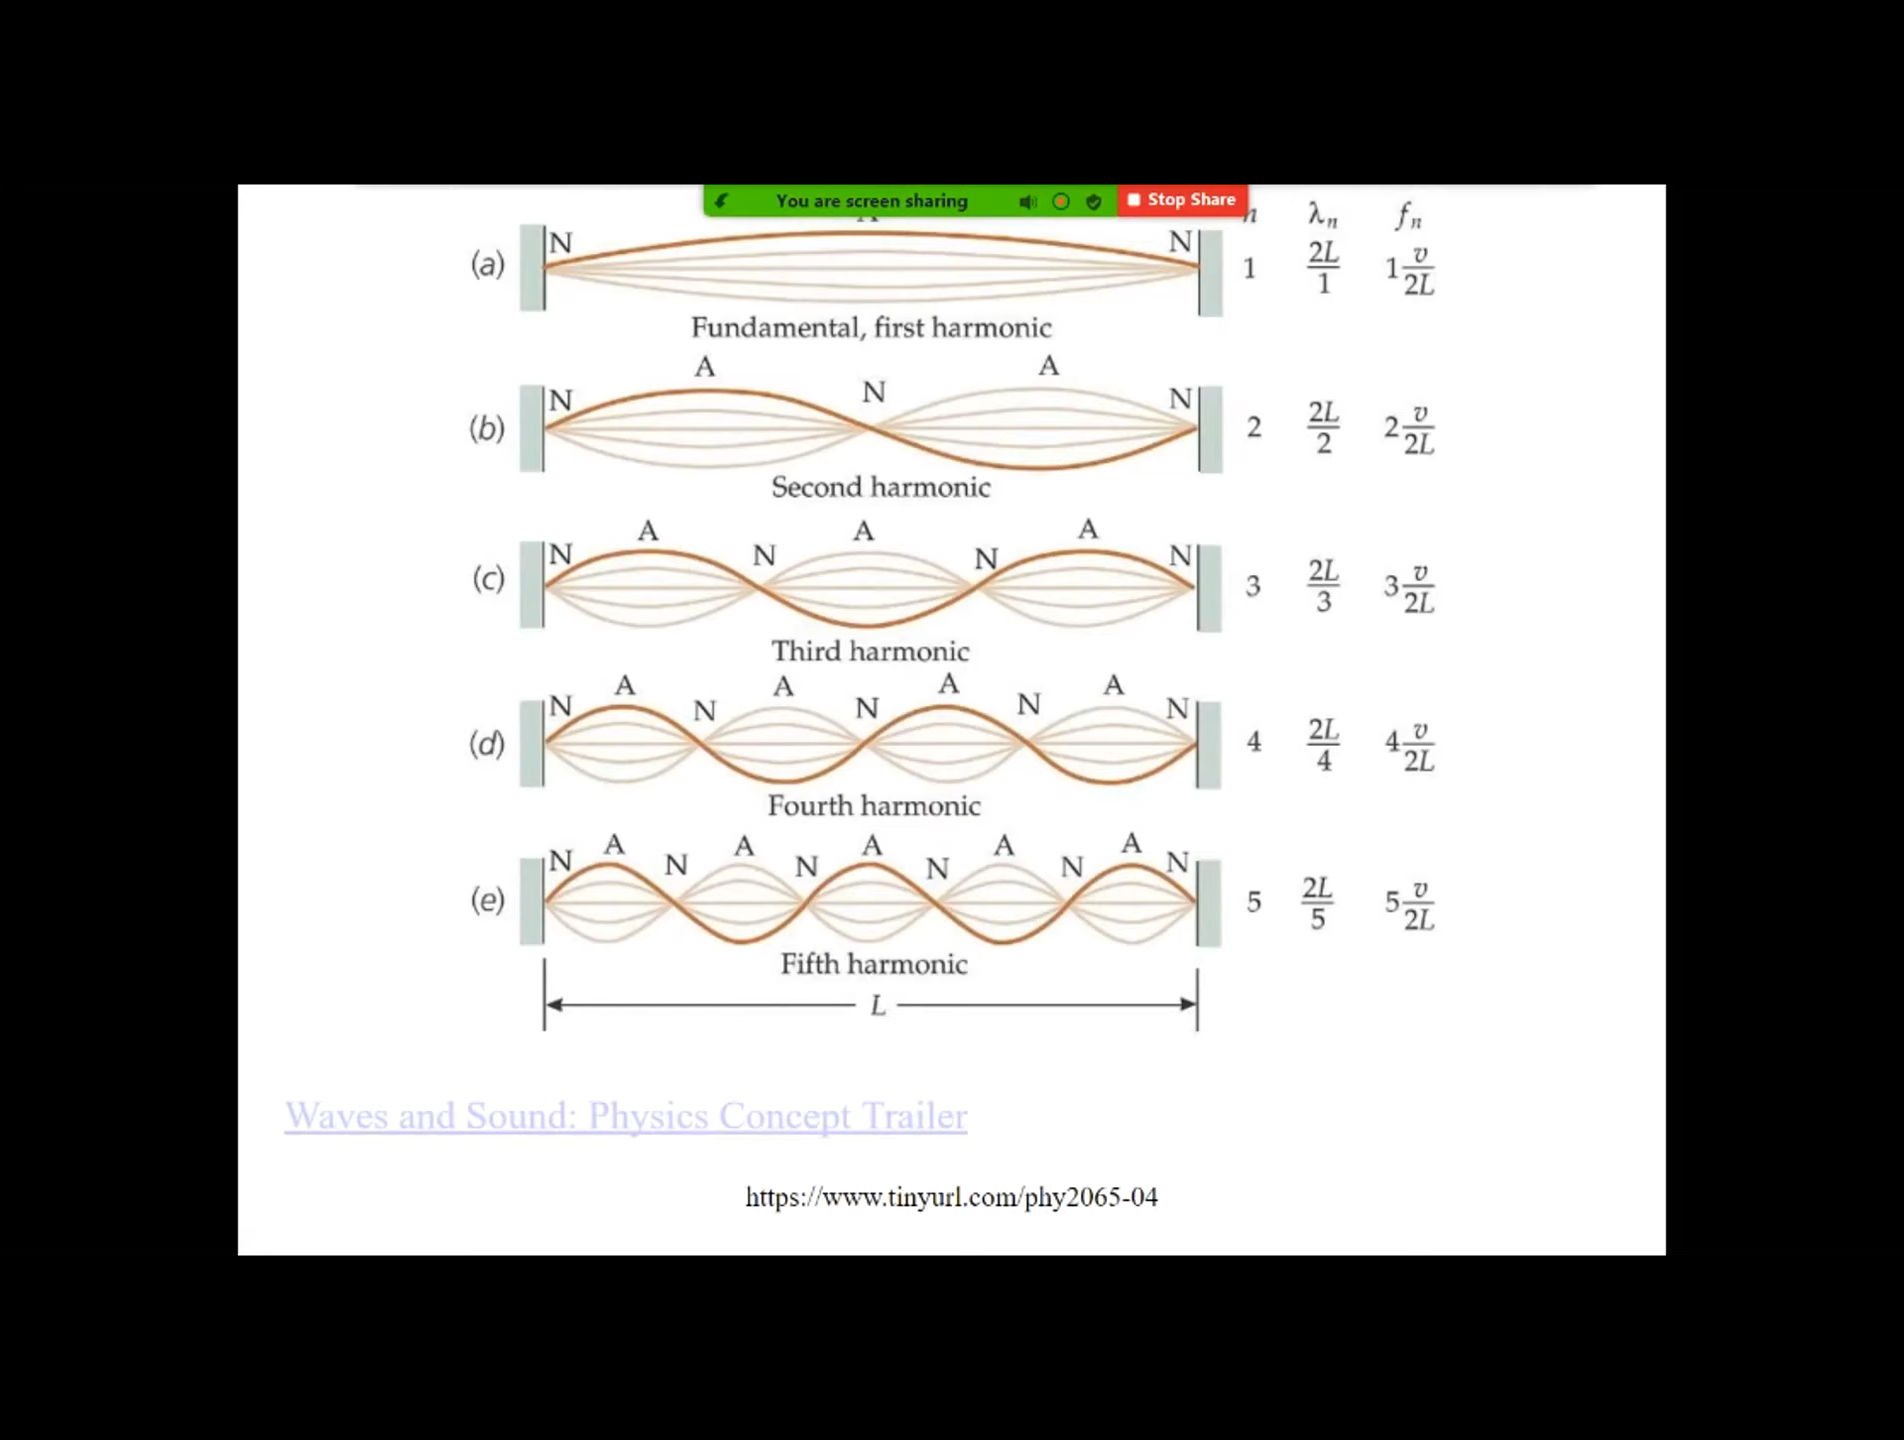 You are screen sharing Stop Share
n λn fn
N N
(a) 1 2L/1 1 v/2L
Fundamental, first harmonic
A A
N N N
(b) 2 2L/2 2 v/2L
Second harmonic
A A A
N N N N
(c) 3 2L/3 3 v/2L
Third harmonic
A A A A
N N N N N
(d) 4 2L/4 4 v/2L
Fourth harmonic
A A A A A
N N N N N N
(e) 5 2L/5 5 v/2L
Fifth harmonic
L
Waves and Sound: Physics Concept Trailer
https://www.tinyurl.com/phy2065-04